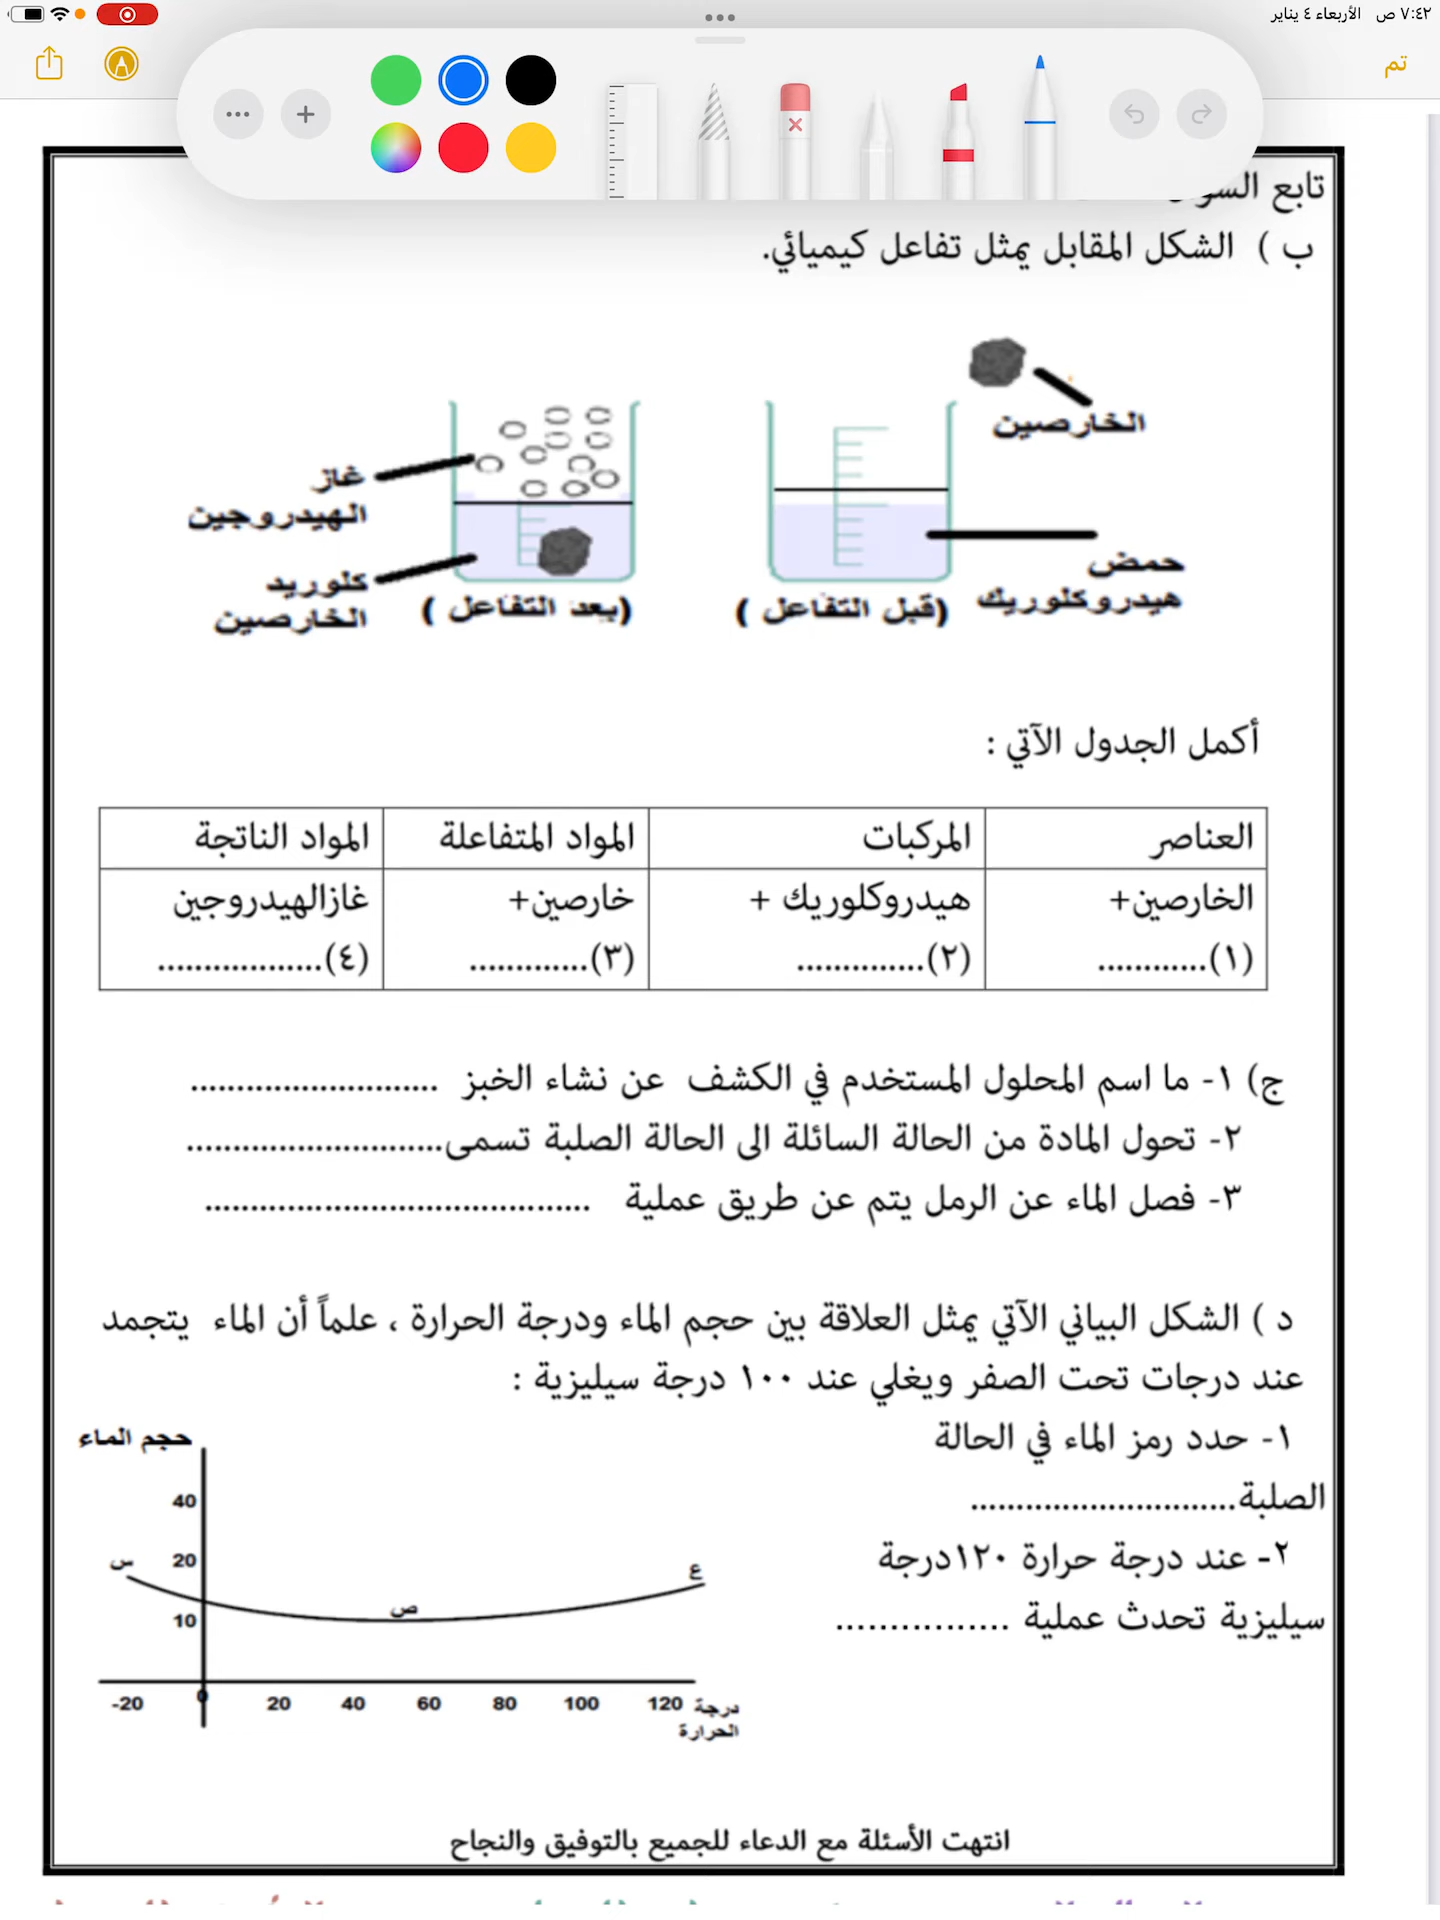 ٧:٤٢ ص الأربعاء ٤ يناير
تم
تابع
ب ) الشكل المقابل يمثل تفاعل كيميائي.
الخارصين
حمض
هيدروكلوريك
(قبل التفاعل )
غاز
الهيدروجين
كلوريد
الخارصين
(بعد التفاعل )
أكمل الجدول الآتي :
العناصر المركبات المواد المتفاعلة المواد الناتجة
الخارصين+ هيدروكلوريك + خارصين+ غازالهيدروجين
(١)............ (٢).............. (٣)............. (٤)..................
ج) ١- ما اسم المحلول المستخدم في الكشف عن نشاء الخبز ...........................
٢- تحول المادة من الحالة السائلة الى الحالة الصلبة تسمى............................
٣- فصل الماء عن الرمل يتم عن طريق عملية ..........................................
د ) الشكل البياني الآتي يمثل العلاقة بين حجم الماء ودرجة الحرارة ، علماً أن الماء يتجمد
عند درجات تحت الصفر ويغلي عند ١٠٠ درجة سيليزية :
١- حدد رمز الماء في الحالة
الصلبة.............................
٢- عند درجة حرارة ١٢٠درجة
سيليزية تحدث عملية ................
حجم الماء
40
20
10
س
ص
ع
-20 0 20 40 60 80 100 120 درجة
الحرارة
انتهت الأسئلة مع الدعاء للجميع بالتوفيق والنجاح